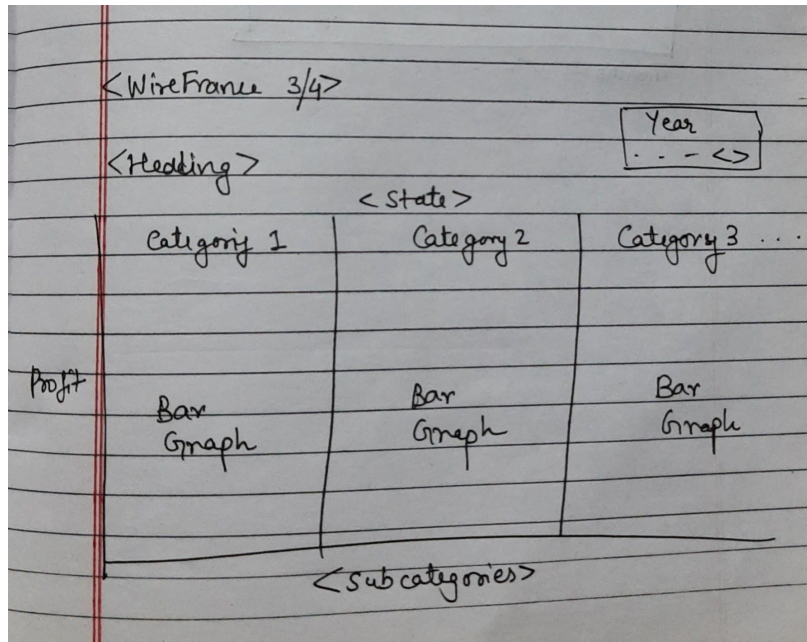 <WireFrame 3/4>
Year
. . - <>
<Hedding>
<State>
Category 1
Category 2
Category 3 ....
Profit
Bar
Graph
Bar
Graph
Bar
Graph
<Subcategories>